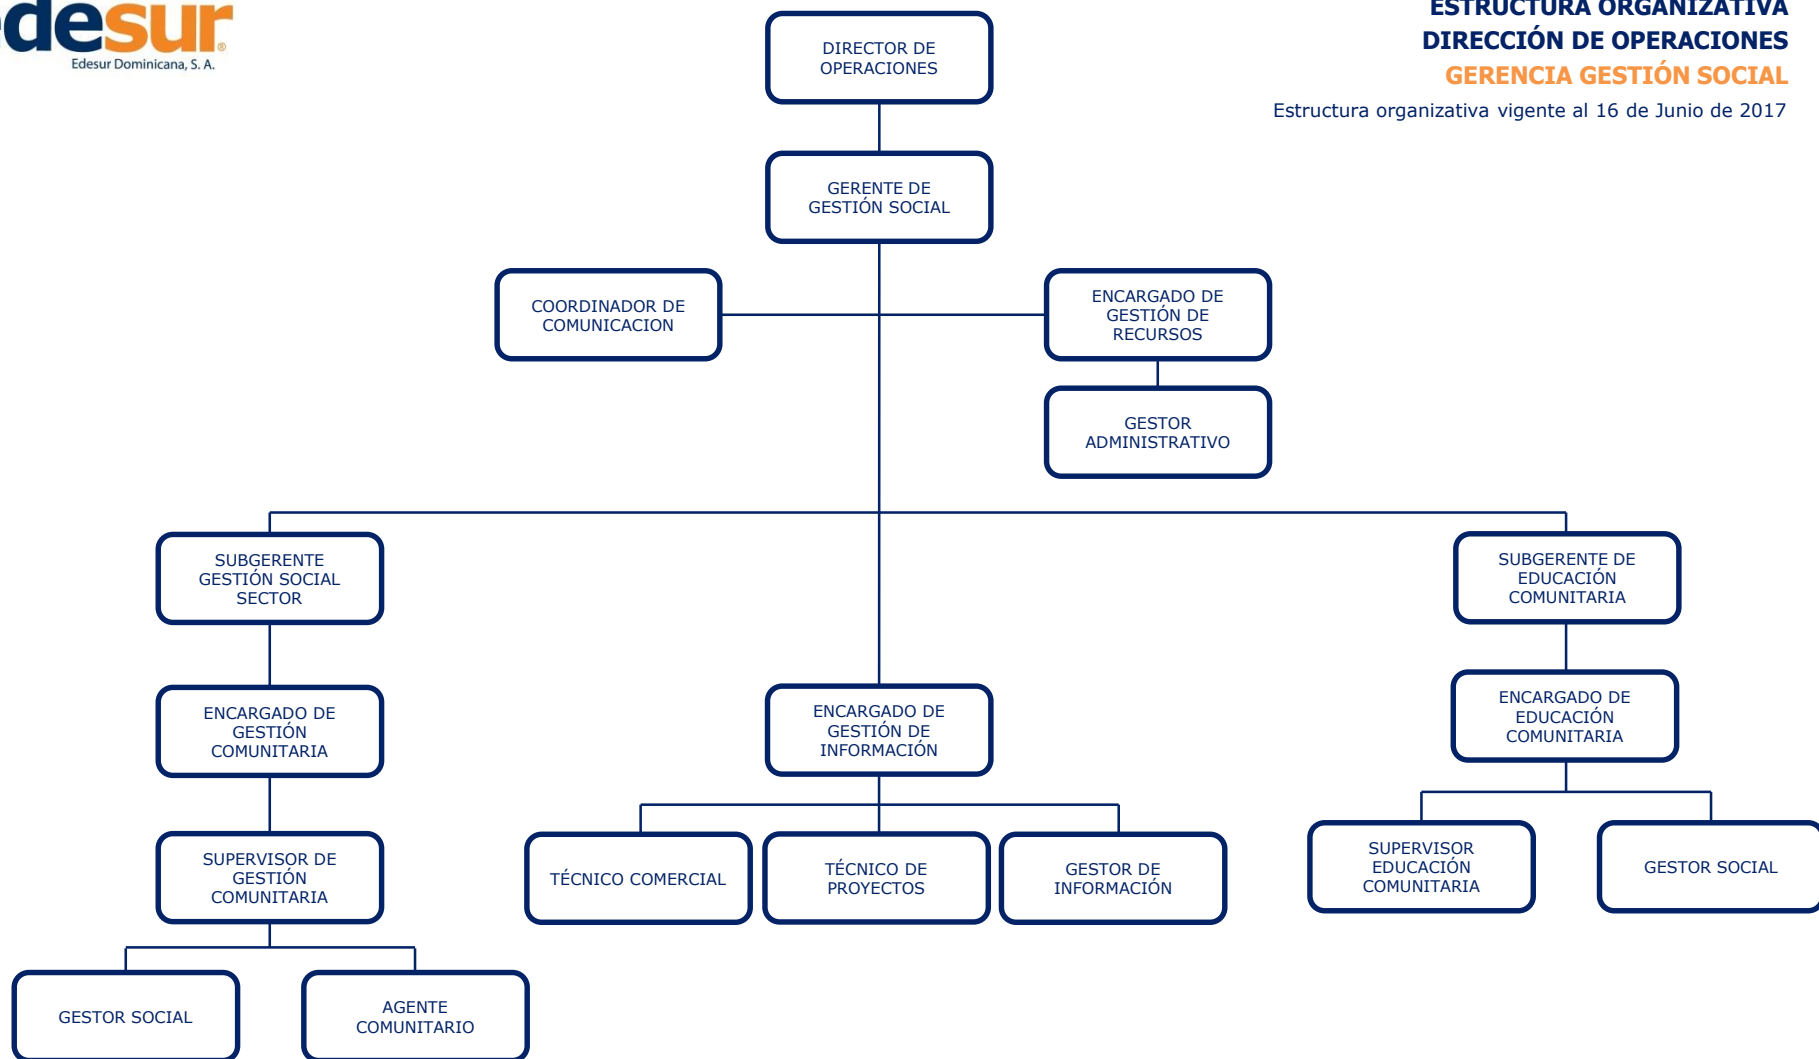 edesur
Edesur Dominicana, S. A.
ESTRUCTURA ORGANIZATIVA
DIRECCIÓN DE OPERACIONES
GERENCIA GESTIÓN SOCIAL
Estructura organizativa vigente al 16 de Junio de 2017
DIRECTOR DE
OPERACIONES
GERENTE DE
GESTIÓN SOCIAL
COORDINADOR DE
COMUNICACION
ENCARGADO DE
GESTIÓN DE
RECURSOS
GESTOR
ADMINISTRATIVO
SUBGERENTE
GESTIÓN SOCIAL
SECTOR
SUBGERENTE DE
EDUCACIÓN
COMUNITARIA
ENCARGADO DE
GESTIÓN
COMUNITARIA
ENCARGADO DE
GESTIÓN DE
INFORMACIÓN
ENCARGADO DE
EDUCACIÓN
COMUNITARIA
SUPERVISOR DE
GESTIÓN
COMUNITARIA
TÉCNICO COMERCIAL
TÉCNICO DE
PROYECTOS
GESTOR DE
INFORMACIÓN
SUPERVISOR
EDUCACIÓN
COMUNITARIA
GESTOR SOCIAL
GESTOR SOCIAL
AGENTE
COMUNITARIO